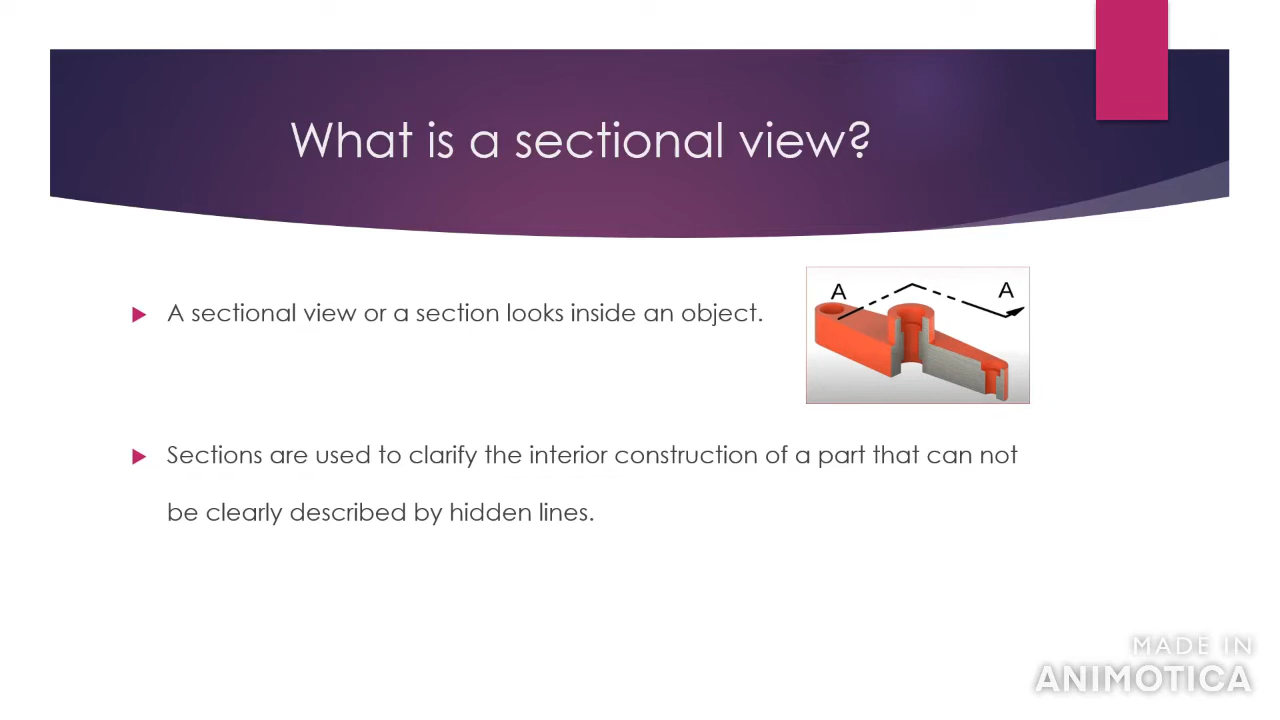 What is a sectional view?
A sectional view or a section looks inside an object.
A
A
Sections are used to clarify the interior construction of a part that can not
be clearly described by hidden lines.
MADE IN
ANIMOTICA